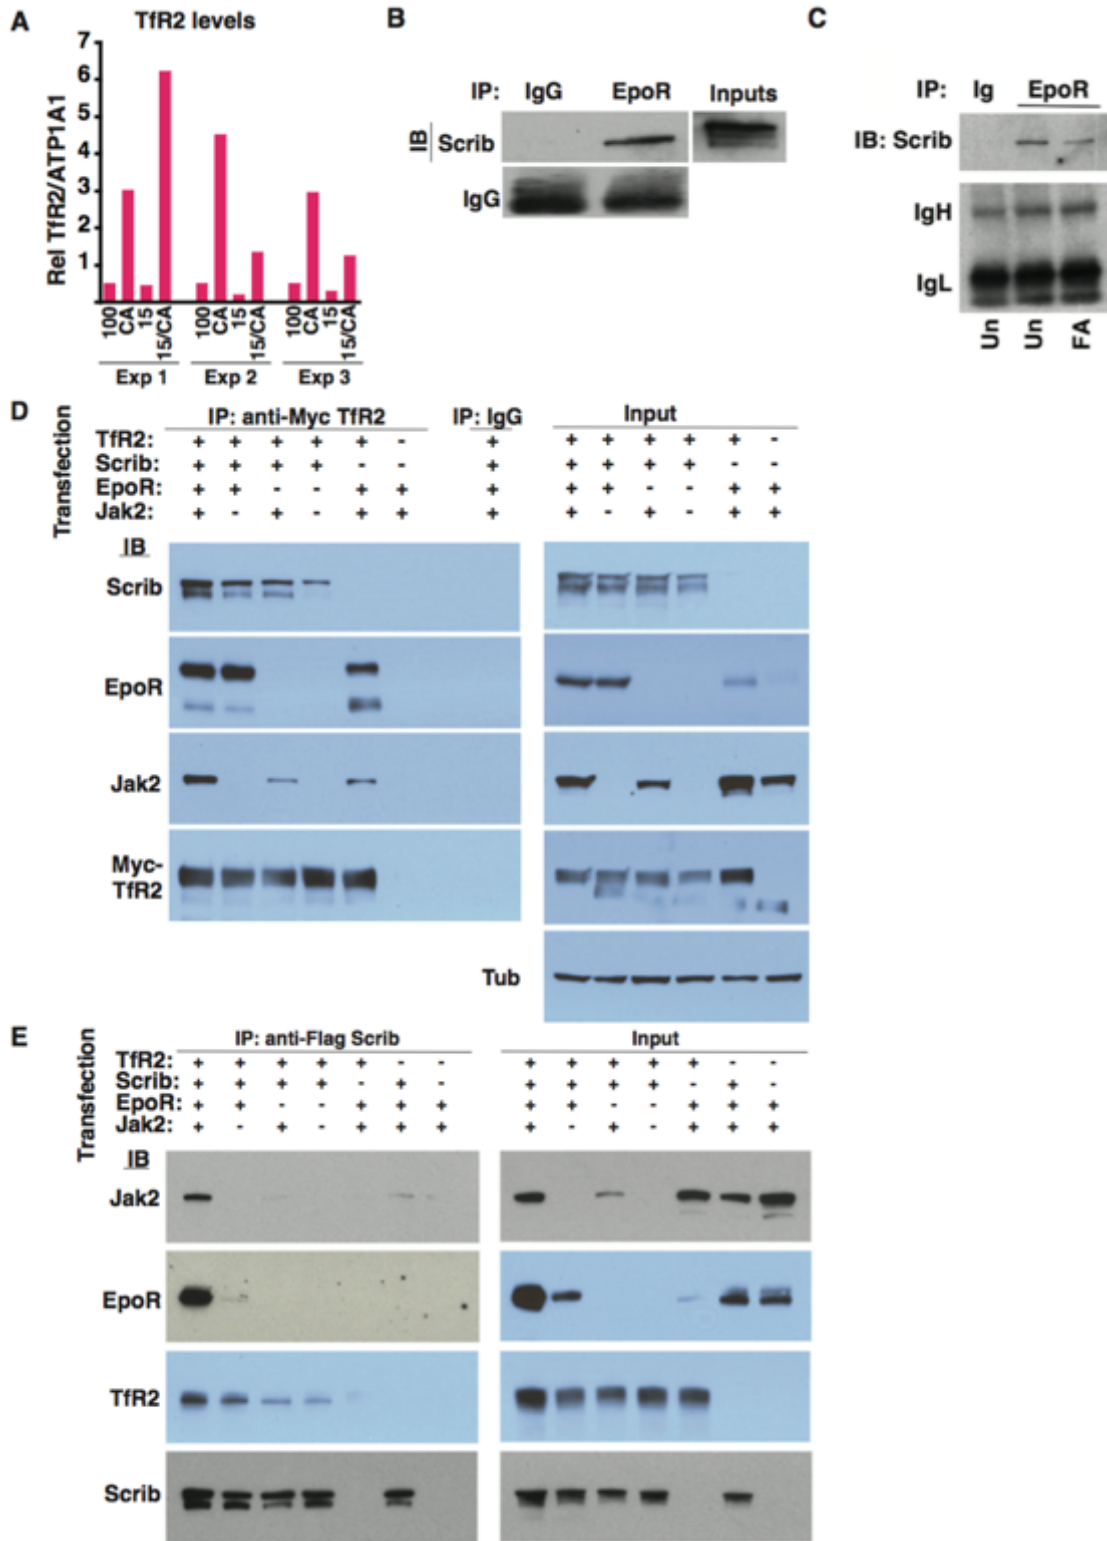 A
TfR2 levels
Rel TfR2/ATP1A1
7
6
5
4
3
2
1
100 CA 15 15/CA 100 CA 15 15/CA 100 CA 15 15/CA
Exp 1 Exp 2 Exp 3
B
IP: IgG EpoR Inputs
IB Scrib
IgG
C
IP: Ig EpoR
IB: Scrib
IgH
IgL
Un Un FA
D
IP: anti-Myc TfR2 IP: IgG Input
Transfection
TfR2: + + + + + - + + + + + + -
Scrib: + + + + - - + + + + + - -
EpoR: + + - - + + + + + - - + +
Jak2: + - + - + + + + - + - + +
IB
Scrib
EpoR
Jak2
Myc-
TfR2
Tub
E
IP: anti-Flag Scrib Input
Transfection
TfR2: + + + + + - - + + + + + - -
Scrib: + + + + - + - + + + + - + -
EpoR: + + - - + + + + + - - + + +
Jak2: + - + - + + + + - + - + + +
IB
Jak2
EpoR
TfR2
Scrib